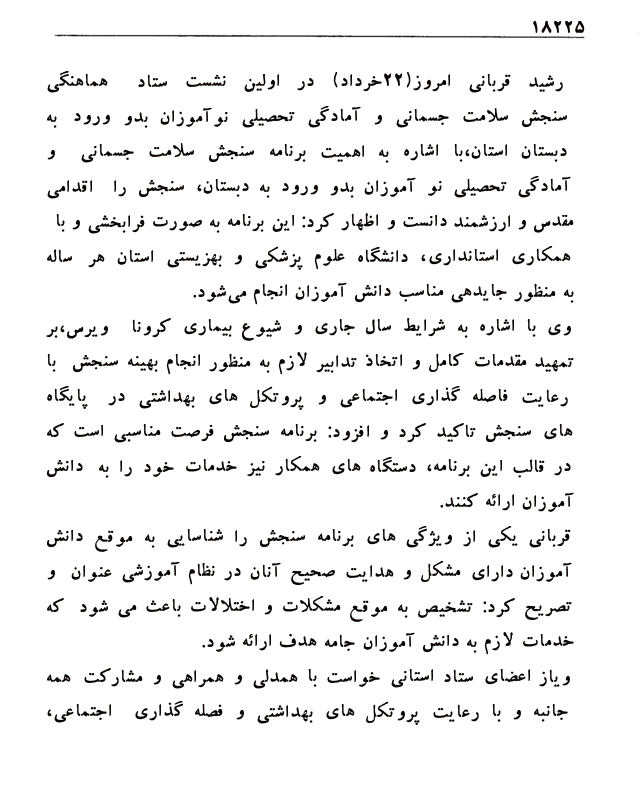 ۱۸۲۲۵
رشید قربانی امروز(۲۲خرداد) در اولین نشست ستاد هماهنگی
سنجش سلامت جسمانی و آمادگی تحصیلی نوآموزان بدو ورود به
دبستان استان،با اشاره به اهمیت برنامه سنجش سلامت جسمانی و
آمادگی تحصیلی نو آموزان بدو ورود به دبستان، سنجش را اقدامی
مقدس و ارزشمند دانست و اظهار کرد: این برنامه به صورت فرابخشی و با
همکاری استانداری، دانشگاه علوم پزشکی و بهزیستی استان هر ساله
به منظور جایدهی مناسب دانش آموزان انجام می‌شود.
وی با اشاره به شرایط سال جاری و شیوع بیماری کرونا ویرس،بر
تمهید مقدمات کامل و اتخاذ تدابیر لازم به منظور انجام بهینه سنجش با
رعایت فاصله گذاری اجتماعی و پروتکل های بهداشتی در پایگاه
های سنجش تاکید کرد و افزود: برنامه سنجش فرصت مناسبی است که
در قالب این برنامه، دستگاه های همکار نیز خدمات خود را به دانش
آموزان ارائه کنند.
قربانی یکی از ویژگی های برنامه سنجش را شناسایی به موقع دانش
آموزان دارای مشکل و هدایت صحیح آنان در نظام آموزشی عنوان و
تصریح کرد: تشخیص به موقع مشکلات و اختلالات باعث می شود که
خدمات لازم به دانش آموزان جامه هدف ارائه شود.
ویاز اعضای ستاد استانی خواست با همدلی و همراهی و مشارکت همه
جانبه و با رعایت پروتکل های بهداشتی و فصله گذاری اجتماعی،